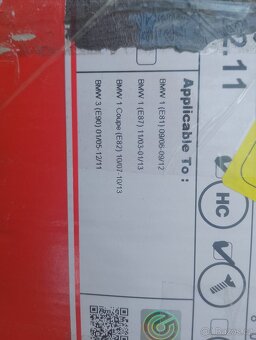 2.11
Applicable To :
BMW 1 (E81) 09/06-09/12
BMW 1 (E87) 11/03-01/13
BMW 1 Coupe (E82) 10/07-10/13
BMW 3 (E90) 01/05-12/11
HC